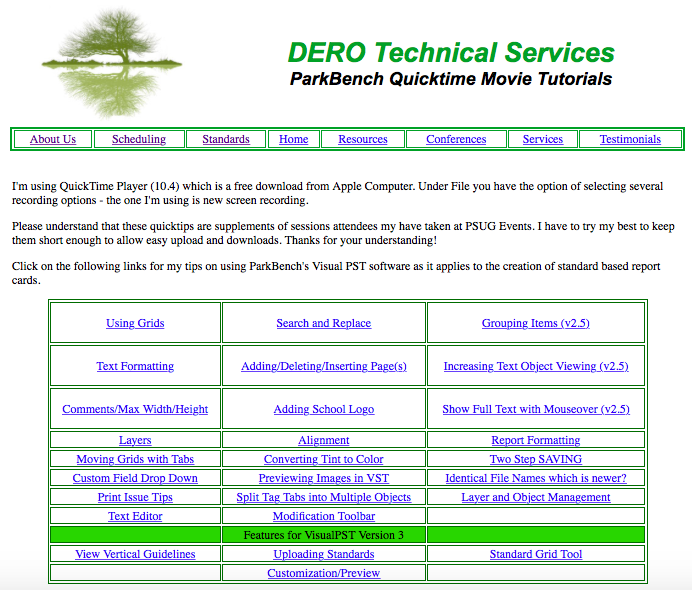 DERO Technical Services
ParkBench Quicktime Movie Tutorials
About Us Scheduling Standards Home Resources Conferences Services Testimonials
I'm using QuickTime Player (10.4) which is a free download from Apple Computer. Under File you have the option of selecting several
recording options - the one I'm using is new screen recording.
Please understand that these quicktips are supplements of sessions attendees my have taken at PSUG Events. I have to try my best to keep
them short enough to allow easy upload and downloads. Thanks for your understanding!
Click on the following links for my tips on using ParkBench's Visual PST software as it applies to the creation of standard based report
cards.
Using Grids Search and Replace Grouping Items (v2.5)
Text Formatting Adding/Deleting/Inserting Page(s) Increasing Text Object Viewing (v2.5)
Comments/Max Width/Height Adding School Logo Show Full Text with Mouseover (v2.5)
Layers Alignment Report Formatting
Moving Grids with Tabs Converting Tint to Color Two Step SAVING
Custom Field Drop Down Previewing Images in VST Identical File Names which is newer?
Print Issue Tips Split Tag Tabs into Multiple Objects Layer and Object Management
Text Editor Modification Toolbar
Features for VisualPST Version 3
View Vertical Guidelines Uploading Standards Standard Grid Tool
Customization/Preview